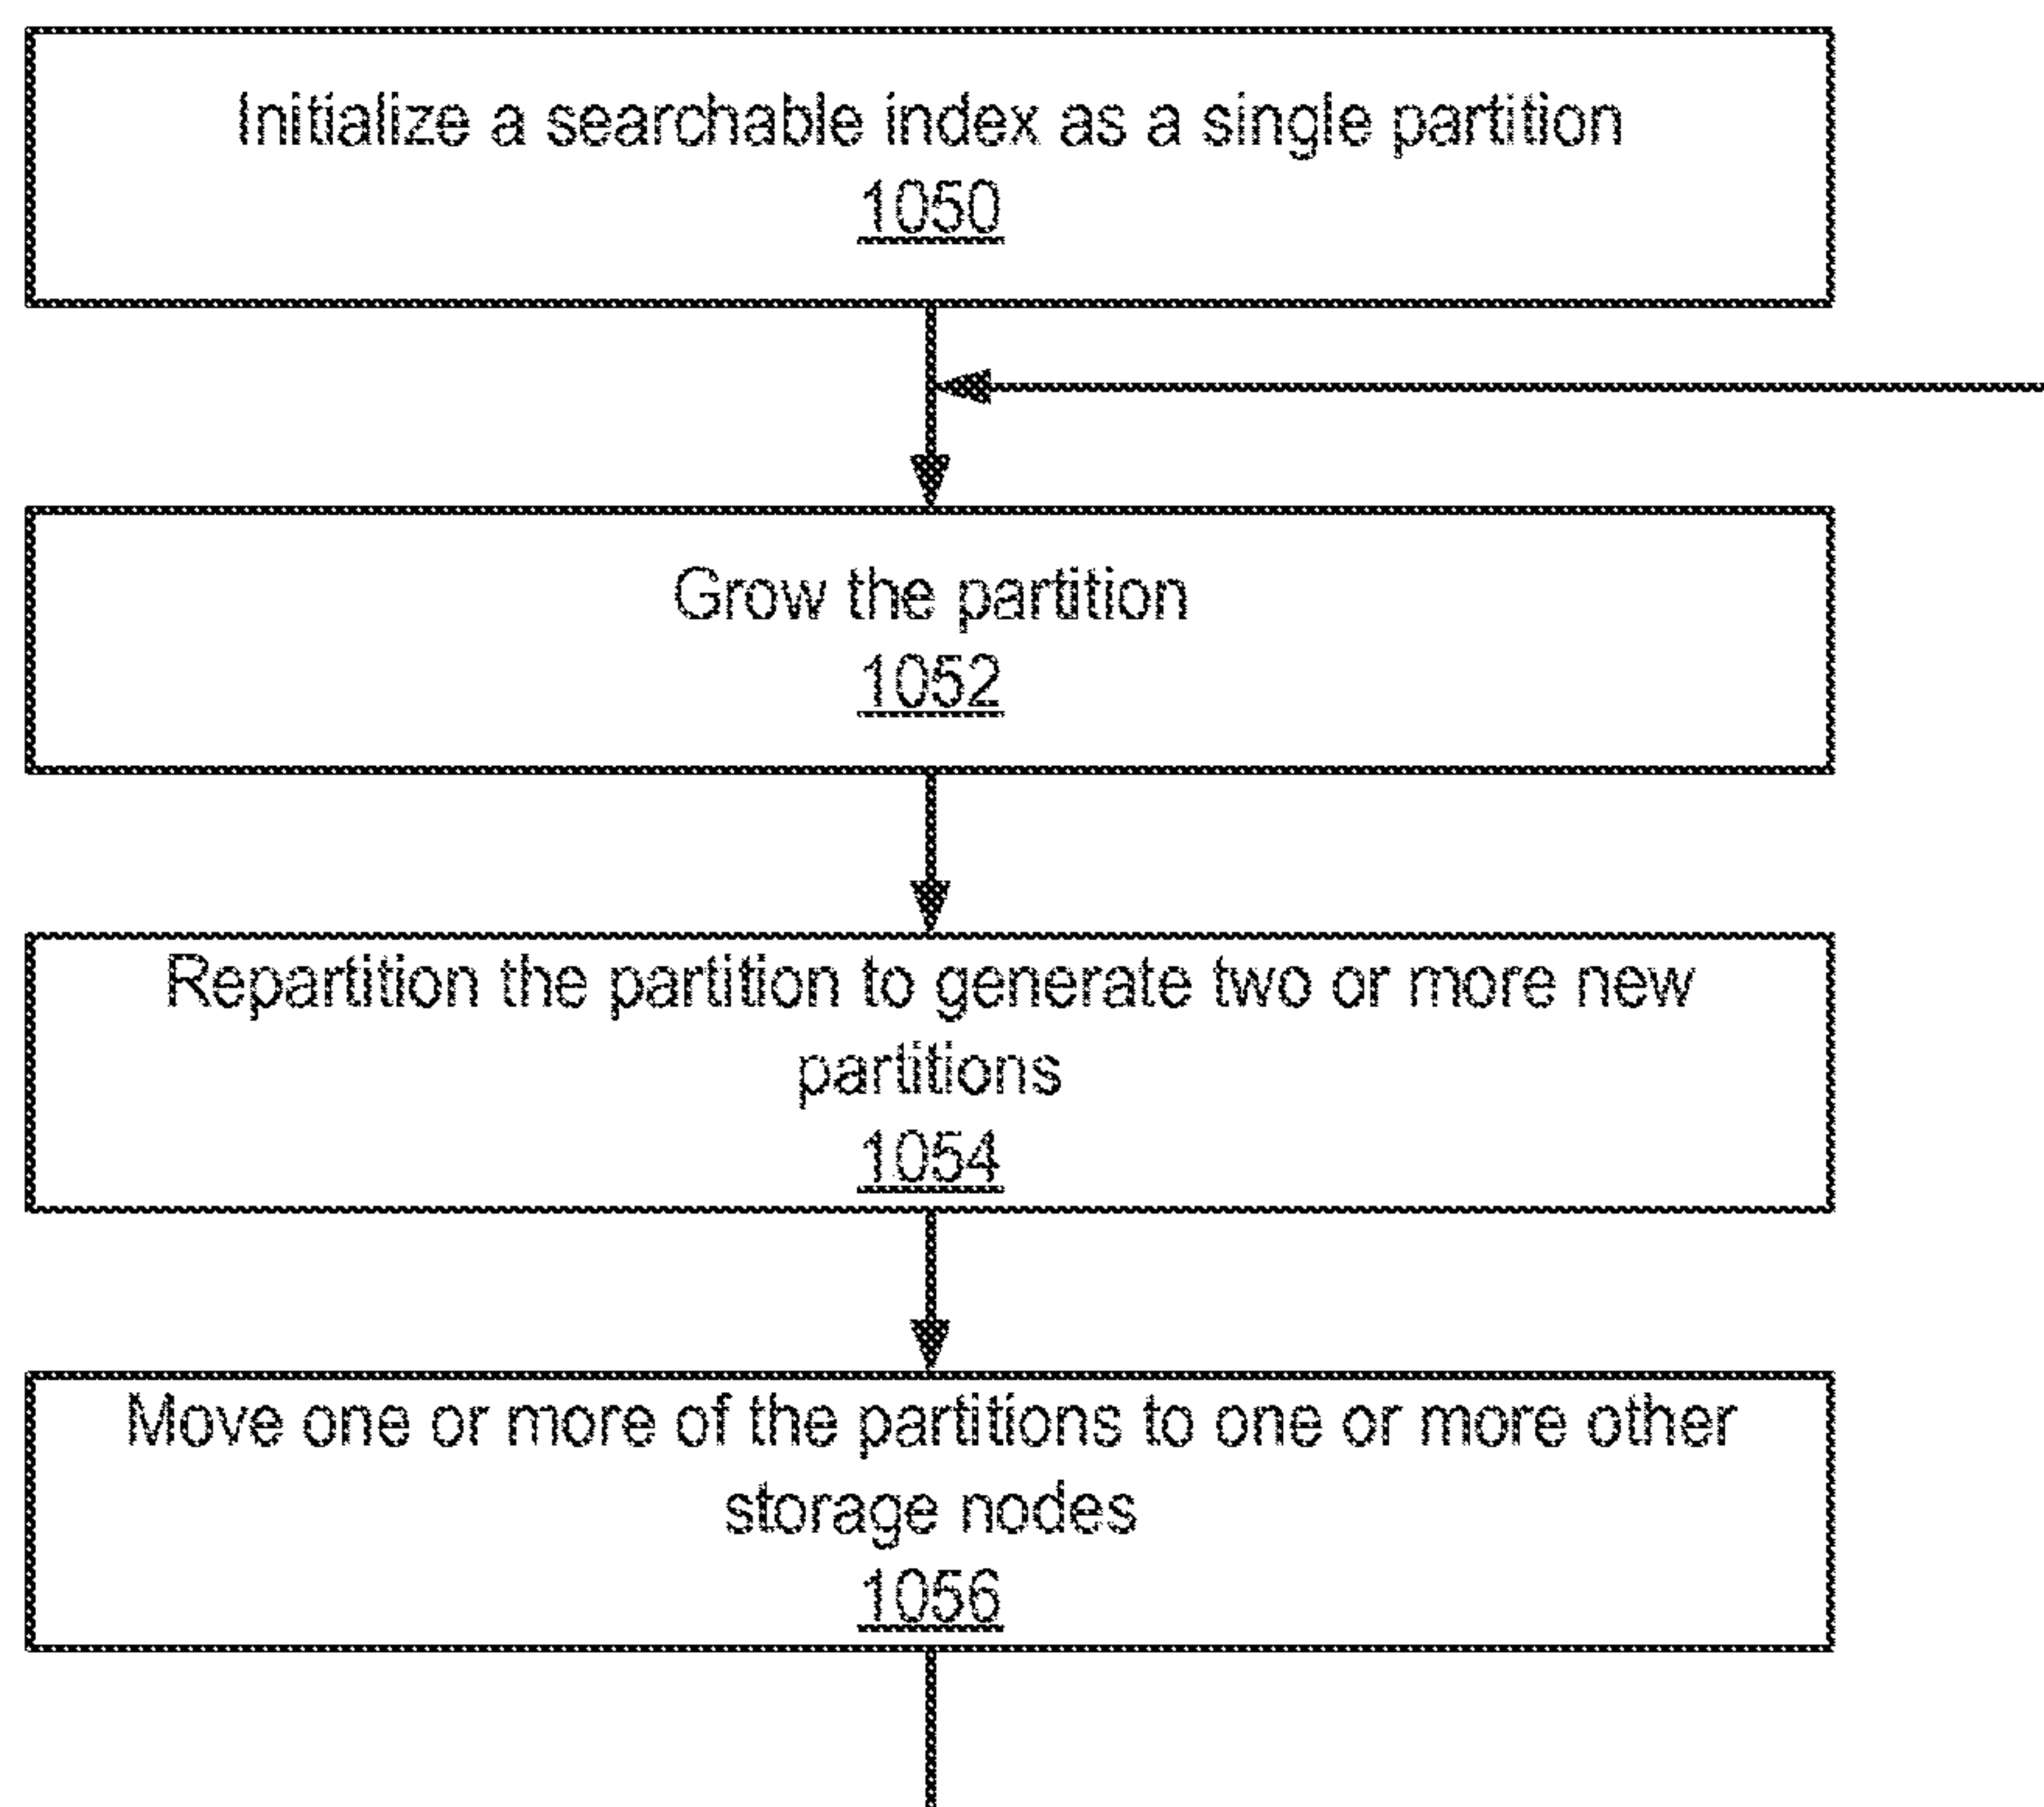 Initialize a searchable index as a single partition
1050
Grow the partition
1052
Repartition the partition to generate two or more new
partitions
1054
Move one or more of the partitions to one or more other
storage nodes
1056